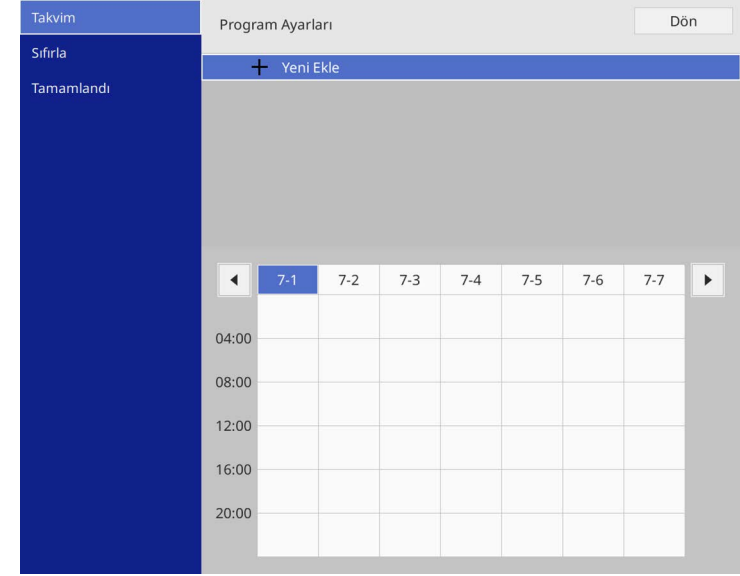 Takvim
Sıfırla
Tamamlandı
Program Ayarları
Dön
Yeni Ekle
7-1 7-2 7-3 7-4 7-5 7-6 7-7
04:00
08:00
12:00
16:00
20:00